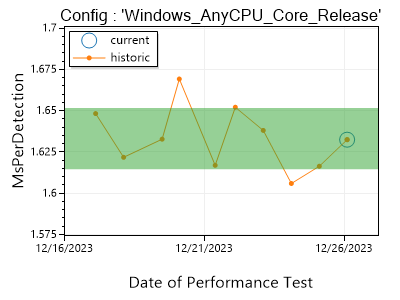 Config : 'Windows_AnyCPU_Core_Release'
current
historic
MsPerDetection
1.7
1.675
1.65
1.625
1.6
1.575
12/16/2023
12/21/2023
12/26/2023
Date of Performance Test